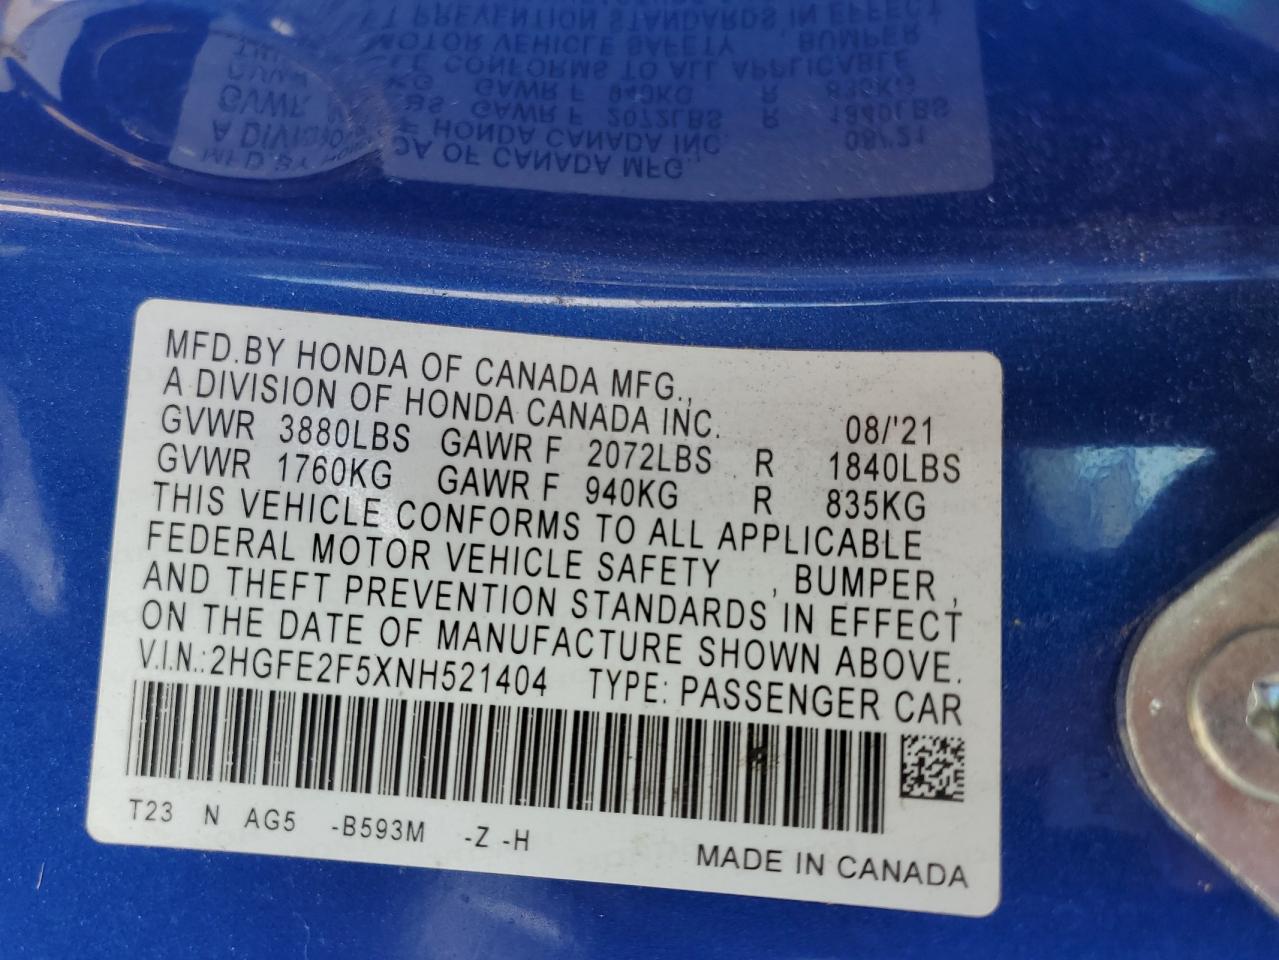 MFD.BY HONDA OF CANADA MFG.,
A DIVISION OF HONDA CANADA INC. 08/'21
GVWR 3880LBS GAWR F 2072LBS R 1840LBS
GVWR 1760KG GAWR F 940KG R 835KG
THIS VEHICLE CONFORMS TO ALL APPLICABLE
FEDERAL MOTOR VEHICLE SAFETY , BUMPER ,
AND THEFT PREVENTION STANDARDS IN EFFECT
ON THE DATE OF MANUFACTURE SHOWN ABOVE.
V.I.N.: 2HGFE2F5XNH521404 TYPE: PASSENGER CAR
T23 N AG5 -B593M -Z -H
MADE IN CANADA